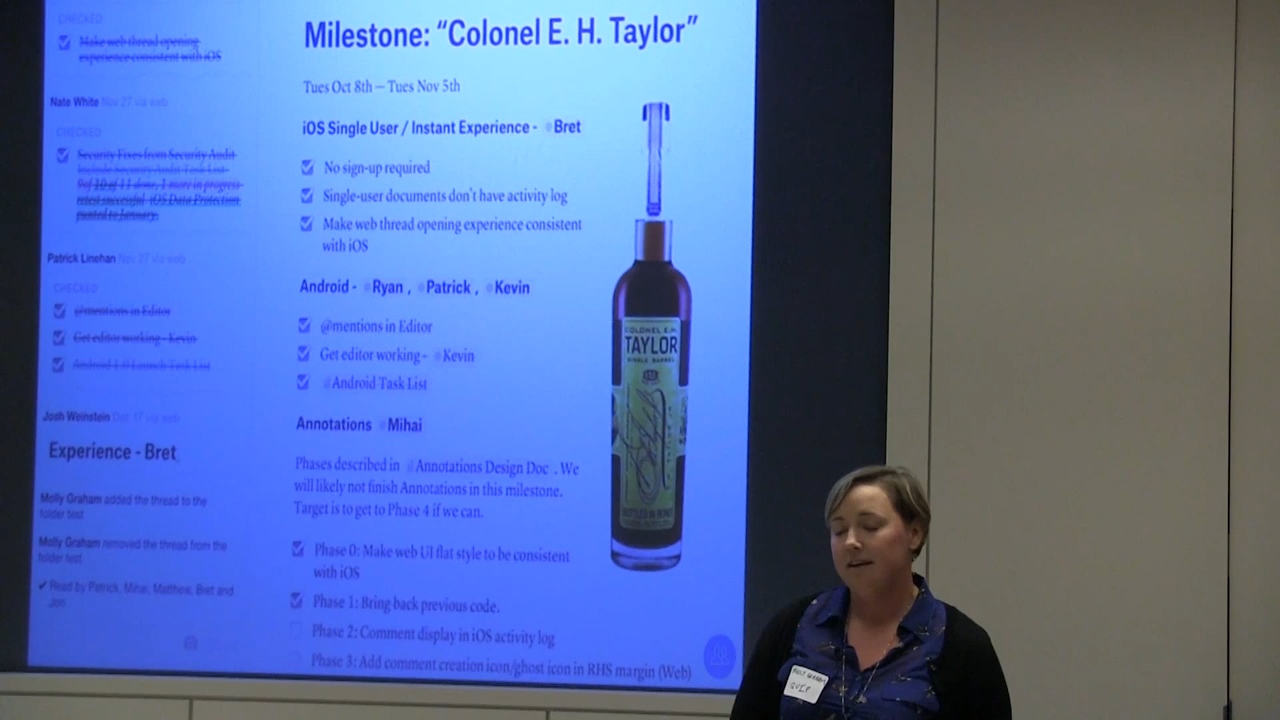 CHECKED
Make web thread opening
experience consistent with iOS
Nate White Nov 27 via web
CHECKED
Security Fixes from Security Audit
Include Security Audit Task List
9of 10 of 11 done, 1 more in progress
retest successful iOS Data Protection
punted to January.
Patrick Linehan Nov 27 via web
CHECKED
@mentions in Editor
Get editor working - Kevin
Android 1.0 Launch Task List
Josh Weinstein Oct 17 via web
Experience - Bret
Molly Graham added the thread to the
folder test
Molly Graham removed the thread from the
folder test
✓ Read by Patrick, Mihai, Matthew, Bret and
Milestone: “Colonel E. H. Taylor”
Tues Oct 8th — Tues Nov 5th
iOS Single User / Instant Experience - Bret
No sign-up required
Single-user documents don't have activity log
Make web thread opening experience consistent
with iOS
Android - Ryan , Patrick , Kevin
@mentions in Editor
Get editor working - Kevin
Android Task List
Annotations Mihai
Phases described in Annotations Design Doc . We
will likely not finish Annotations in this milestone.
Target is to get to Phase 4 if we can.
Phase 0: Make web UI flat style to be consistent
with iOS
Phase 1: Bring back previous code.
Phase 2: Comment display in iOS activity log
Phase 3: Add comment creation icon/ghost icon in RHS margin (Web)
COLONEL E.H.
TAYLOR
SINGLE BARREL
BOTTLED IN BOND
MOLLY GRAHAM
QUIP